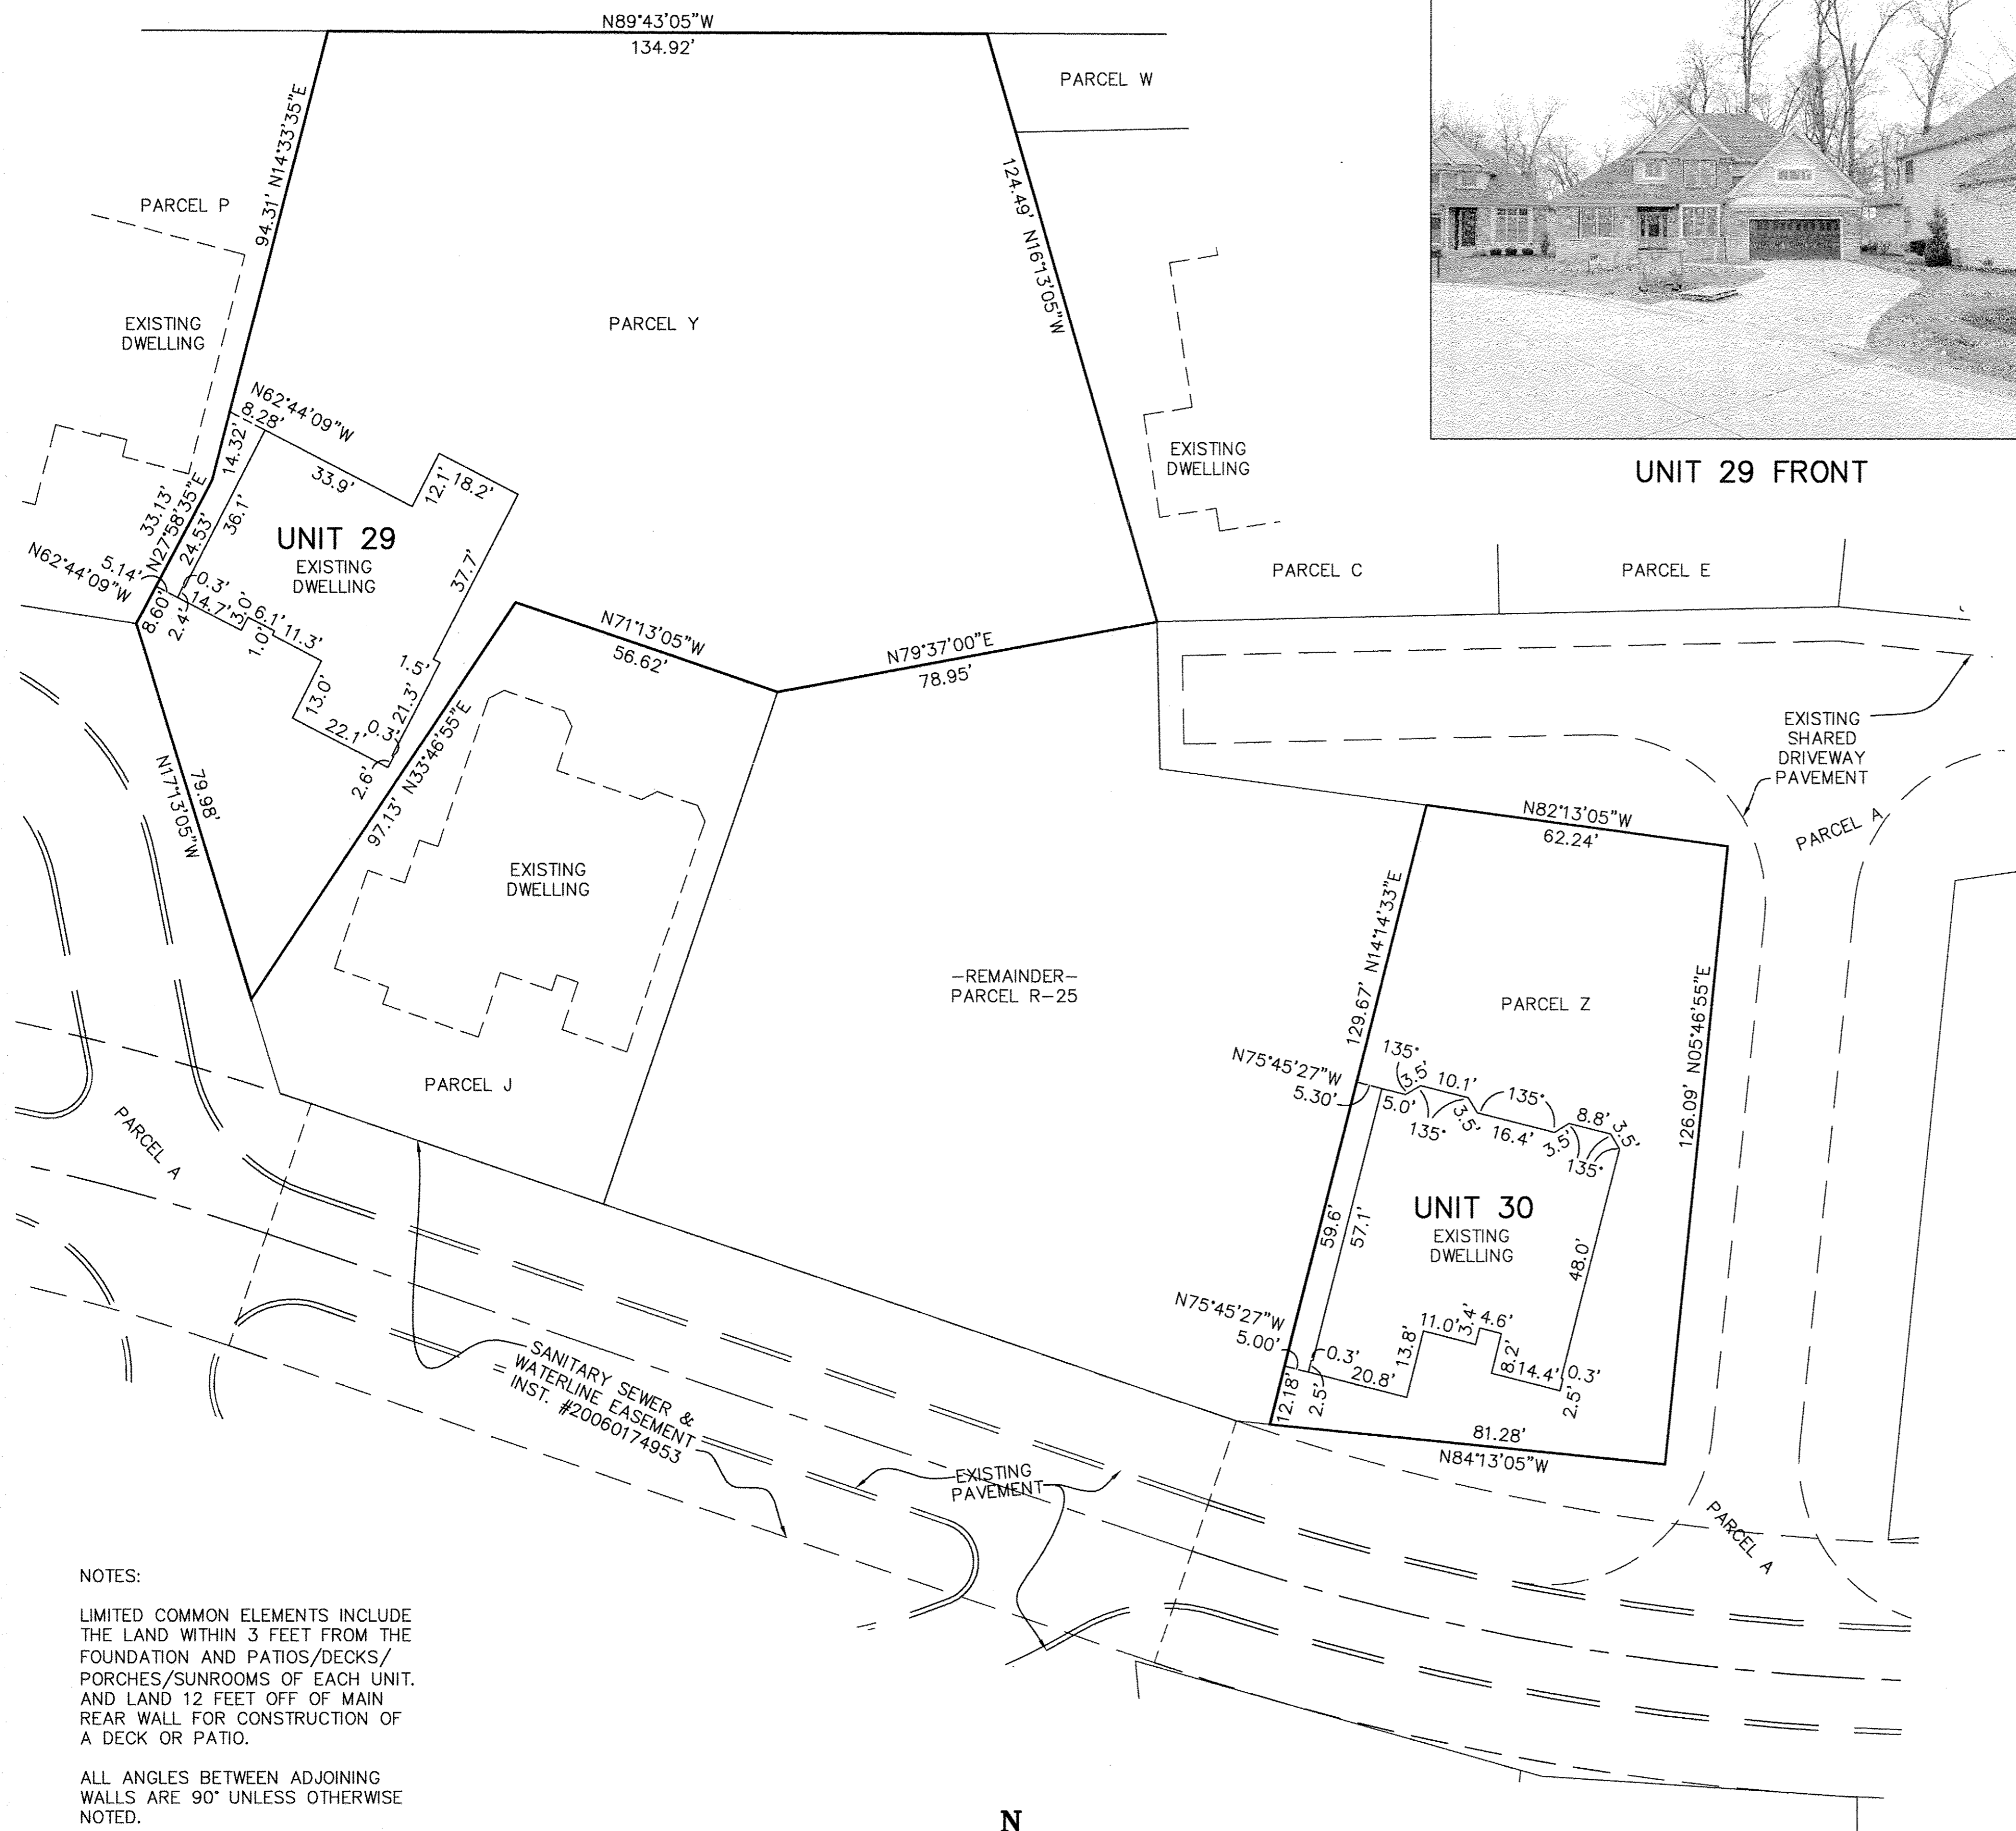 N89°43'05"W
134.92'
PARCEL W
94.31' N14°33'35"E
124.49' N16°13'05"W
PARCEL P
EXISTING
DWELLING
PARCEL Y
EXISTING
DWELLING
UNIT 29 FRONT
N62°44'09"W
8.28'
14.32'
33.9'
12.1'
18.2'
36.1'
33.13'
N27°58'35"E
24.53'
UNIT 29
EXISTING
DWELLING
37.7'
N62°44'09"W
5.14'
8.60'
2.4'
0.3'
14.7'
3.0'
6.1'
1.0'
11.3'
13.0'
22.1'
0.3'
21.3'
1.5'
2.6'
N71°13'05"W
56.62'
N79°37'00"E
78.95'
PARCEL C
PARCEL E
EXISTING
SHARED
DRIVEWAY
PAVEMENT
PARCEL A
79.98'
N17°13'05"W
97.13' N33°46'55"E
EXISTING
DWELLING
N82°13'05"W
62.24'
129.67' N14°14'33"E
-REMAINDER-
PARCEL R-25
PARCEL Z
126.09' N05°46'55"E
PARCEL J
PARCEL A
N75°45'27"W
5.30'
135°
3.5'
10.1'
5.0'
135°
3.5'
135°
16.4'
3.5'
8.8'
3.5'
135°
UNIT 30
EXISTING
DWELLING
59.6'
57.1'
48.0'
N75°45'27"W
5.00'
0.3'
12.18'
2.5'
20.8'
13.8'
11.0'
3.4'
4.6'
8.2'
14.4'
0.3'
2.5'
81.28'
N84°13'05"W
SANITARY SEWER &
WATERLINE EASEMENT
INST. #20060174953
EXISTING
PAVEMENT
PARCEL A
NOTES:
LIMITED COMMON ELEMENTS INCLUDE
THE LAND WITHIN 3 FEET FROM THE
FOUNDATION AND PATIOS/DECKS/
PORCHES/SUNROOMS OF EACH UNIT.
AND LAND 12 FEET OFF OF MAIN
REAR WALL FOR CONSTRUCTION OF
A DECK OR PATIO.
ALL ANGLES BETWEEN ADJOINING
WALLS ARE 90° UNLESS OTHERWISE
NOTED.
N